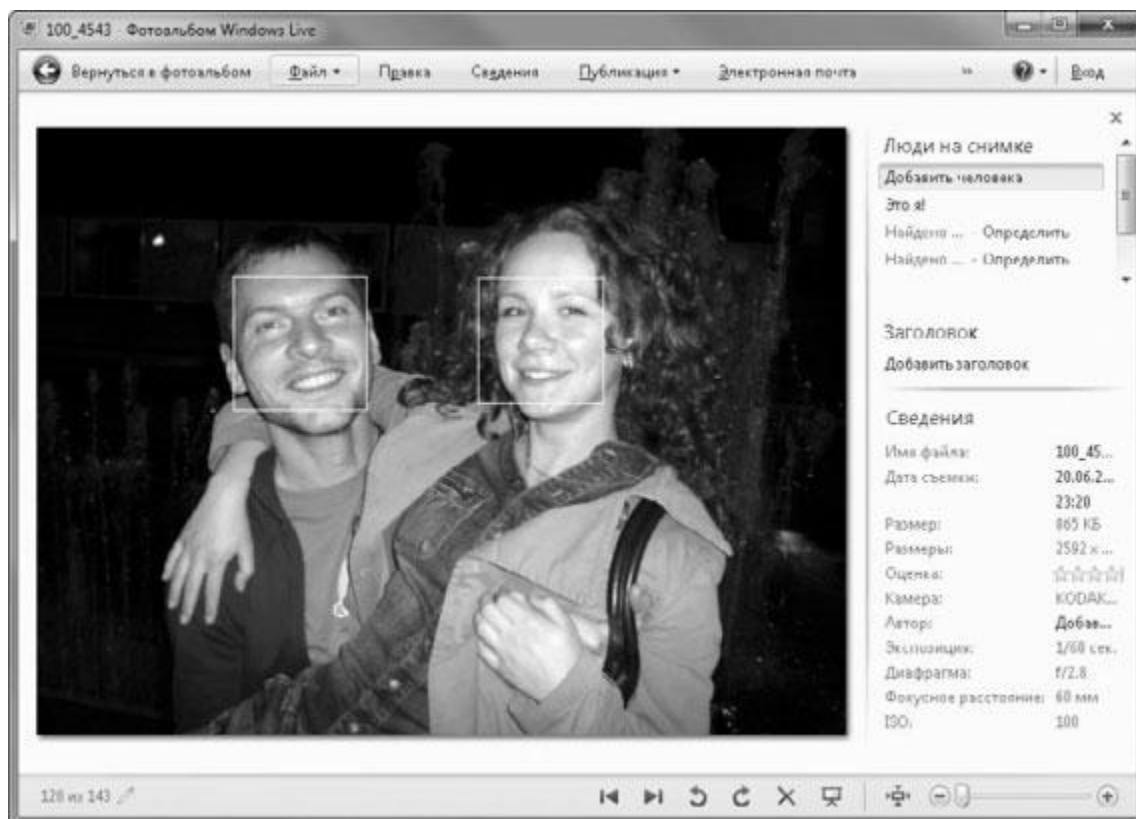 100_4543 Фотоальбом Windows Live
Вернуться в фотоальбом Файл Правка Сведения Публикация Электронная почта » Вход
Люди на снимке
Добавить человека
Это я!
Найдено ... - Определить
Найдено ... - Определить
Заголовок
Добавить заголовок
Сведения
Имя файла: 100_45...
Дата съемки: 20.06.2...
23:20
Размер: 865 КБ
Размеры: 2592 x ...
Оценка:
Камера: KODAK...
Автор: Добав...
Экспозиция: 1/60 сек.
Диафрагма: f/2.8
Фокусное расстояние: 60 мм
ISO: 100
128 из 143